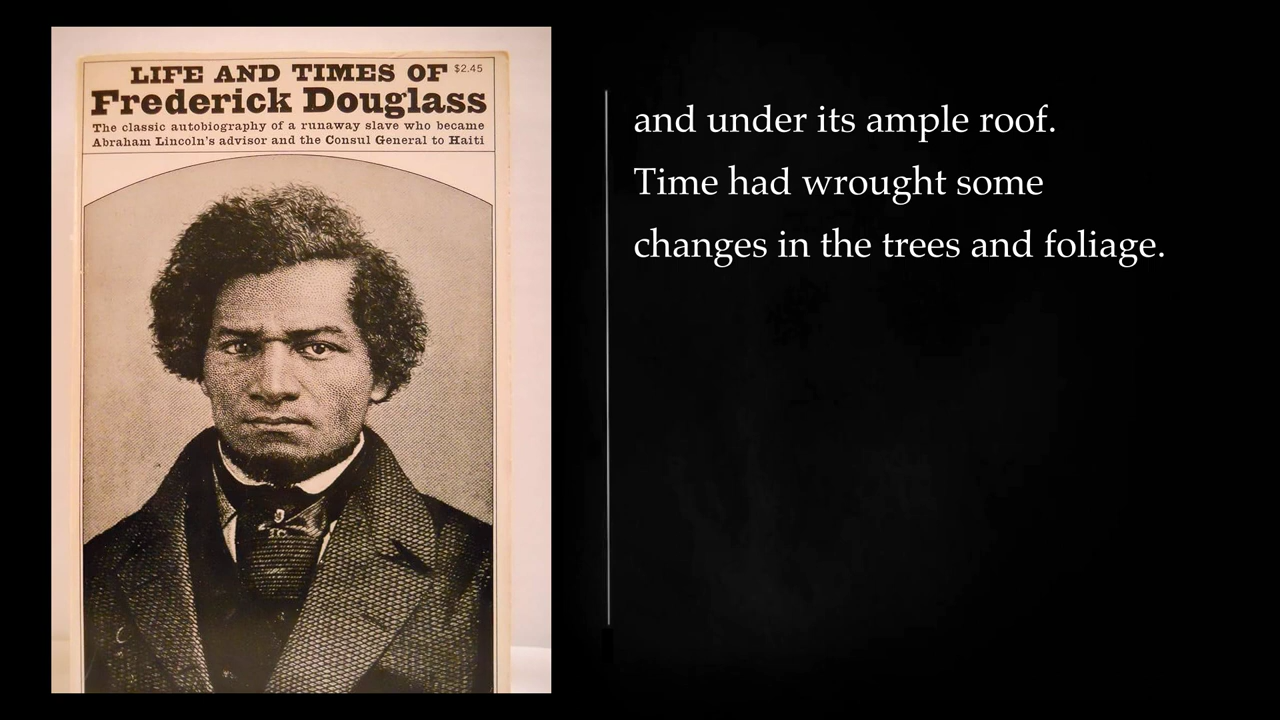 LIFE AND TIMES OF $2.45
Frederick Douglass
The classic autobiography of a runaway slave who became
Abraham Lincoln's advisor and the Consul General to Haiti
and under its ample roof.
Time had wrought some
changes in the trees and foliage.